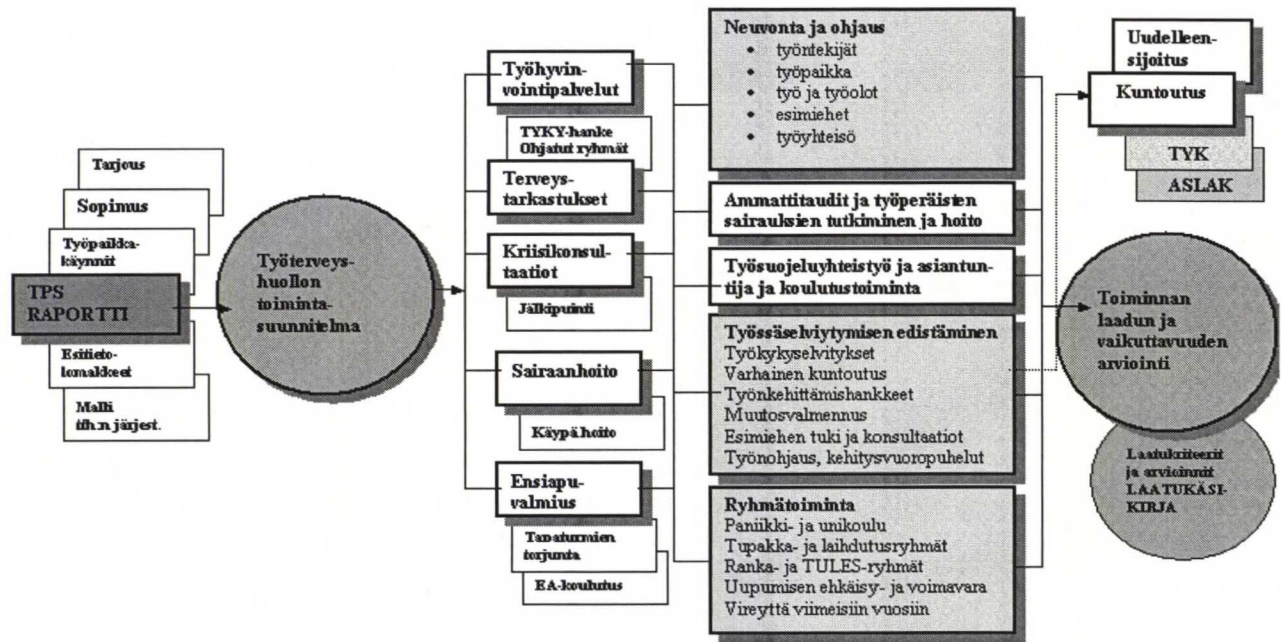 Tarjous
Sopimus
Työpaikka-
käynnit
TPS
RAPORTTI
Esitieto-
lomakkeet
Malli
tth:n järjest.
Työterveys-
huollon
toiminta-
suunnitelma
Työhyvin-
vointipalvelut
TYKY-hanke
Ohjatut ryhmät
Terveys-
tarkastukset
Kriisikonsul-
taatiot
Jälkipuinti
Sairaanhoito
Käypä hoito
Ensiapu-
valmius
Tapaturmien
torjunta
EA-koulutus
Neuvonta ja ohjaus
• työntekijät
• työpaikka
• työ ja työolot
• esimiehet
• työyhteisö
Ammattitaudit ja työperäisten
sairauksien tutkiminen ja hoito
Työsuojeluyhteistyö ja asiantun-
tija ja koulutustoiminta
Työssäselviytymisen edistäminen
Työkykyselvitykset
Varhainen kuntoutus
Työnkehittämishankkeet
Muutosvalmennus
Esimiehen tuki ja konsultaatiot
Työnohjaus, kehitysvuoropuhelut
Ryhmätoiminta
Paniikki- ja unikoulu
Tupakka- ja laihdutusryhmät
Ranka- ja TULES-ryhmät
Uupumisen ehkäisy- ja voimavara
Vireyttä viimeisiin vuosiin
Uudelleen-
sijoitus
Kuntoutus
TYK
ASLAK
Toiminnan
laadun ja
vaikuttavuuden
arviointi
Laatukriteerit
ja arvioinnit
LAATUKÄSI-
KIRJA